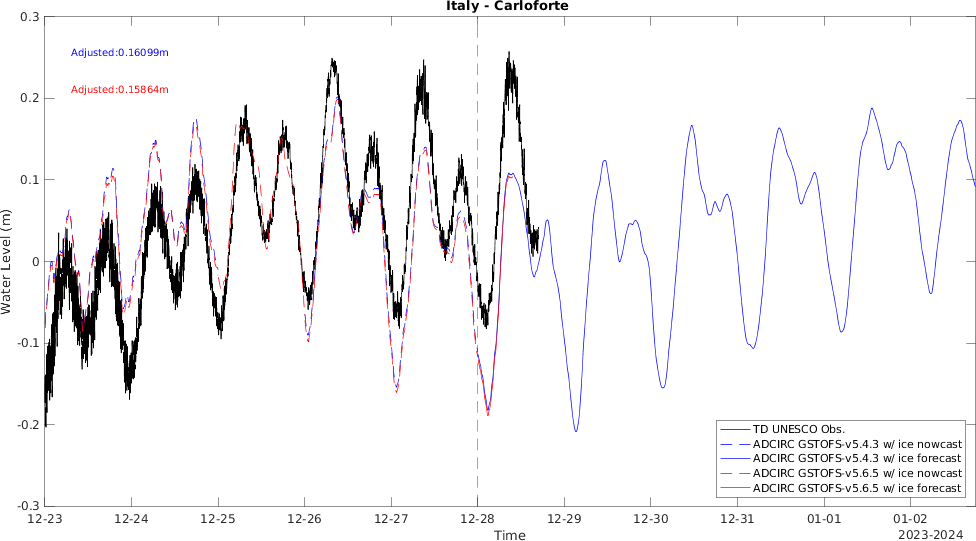 Italy - Carloforte
Adjusted:0.16099m
Adjusted:0.15864m
Water Level (m)
0.3
0.2
0.1
0
-0.1
-0.2
-0.3
TD UNESCO Obs.
ADCIRC GSTOFS-v5.4.3 w/ ice nowcast
ADCIRC GSTOFS-v5.4.3 w/ ice forecast
ADCIRC GSTOFS-v5.6.5 w/ ice nowcast
ADCIRC GSTOFS-v5.6.5 w/ ice forecast
12-23 12-24 12-25 12-26 12-27 12-28 12-29 12-30 12-31 01-01 01-02
Time
2023-2024